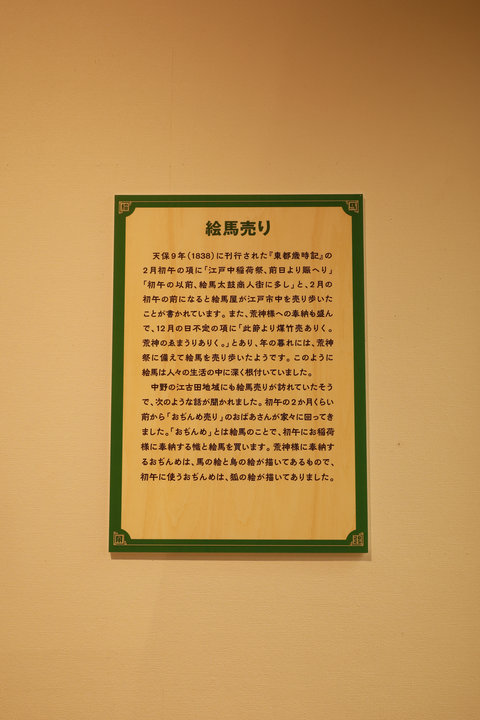 絵馬売り
天保9年(1838)に刊行された『東都歳時記』の
2月初午の項に「江戸中稲荷祭、前日より賑へり」
「初午の以前、絵馬太鼓商人街に多し」と、2月の
初午の前になると絵馬屋が江戸市中を売り歩いた
ことが書かれています。また、荒神様への奉納も盛ん
で、12月の日不定の項に「此節より煤竹売ありく。
荒神のゑまうりありく。」とあり、年の暮れには、荒神
祭に備えて絵馬を売り歩いたようです。このように
絵馬は人々の生活の中に深く根付いていました。
中野の江古田地域にも絵馬売りが訪れていたそう
で、次のような話が聞かれました。初午の2か月くらい
前から「おぢんめ売り」のおばあさんが家々に回ってき
ました。「おぢんめ」とは絵馬のことで、初午にお稲荷
様に奉納する幟と絵馬を買います。荒神様に奉納す
るおぢんめは、馬の絵と鳥の絵が描いてあるもので、
初午に使うおぢんめは、狐の絵が描いてありました。